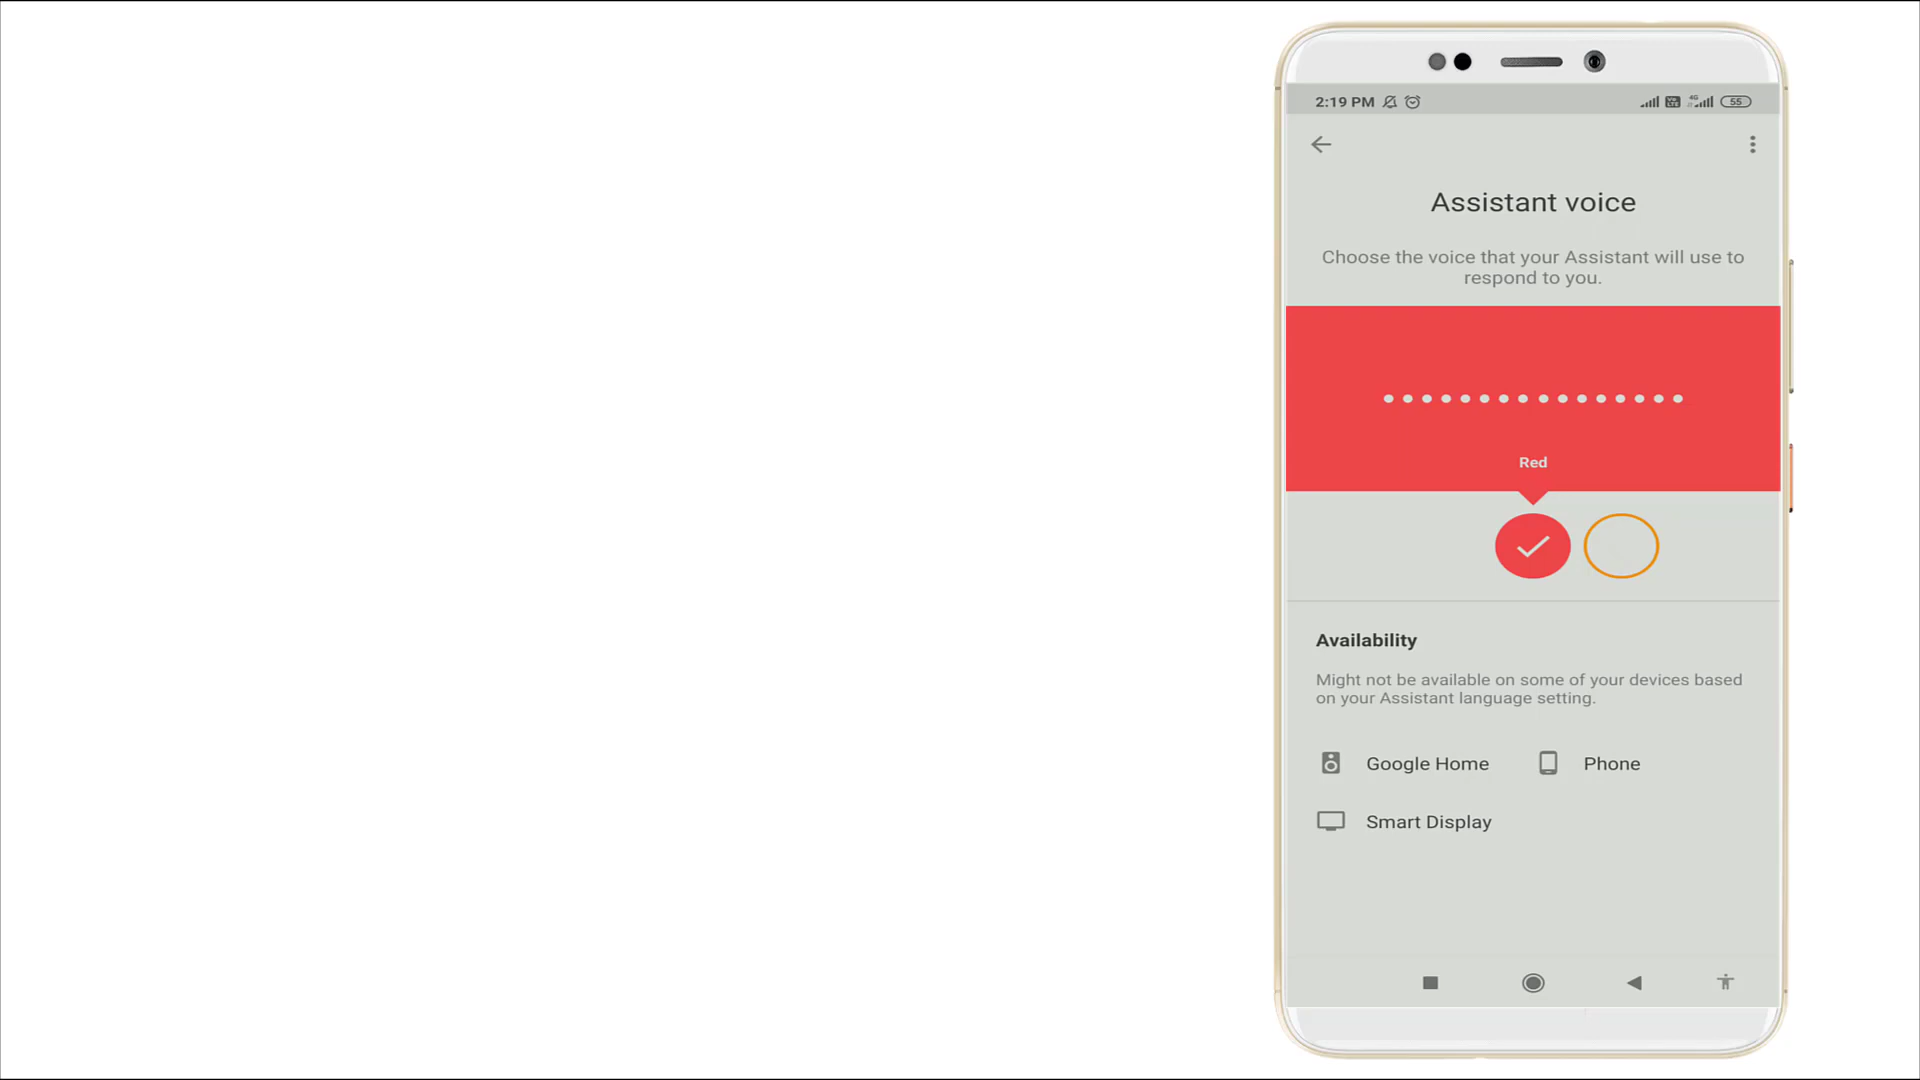 2:19 PM
4G
55
Assistant voice
Choose the voice that your Assistant will use to
respond to you.
Red
Availability
Might not be available on some of your devices based
on your Assistant language setting.
Google Home
Phone
Smart Display